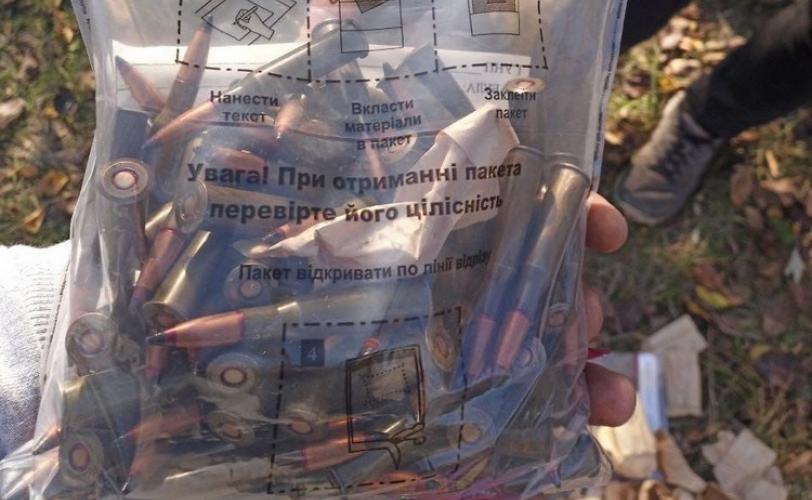 Нанести
текст
Вкласти
матеріали
в пакет
Заклеїти
пакет
Увага! При отриманні пакета
перевірте його цілісність
Пакет відкривати по лінії відрізу
4